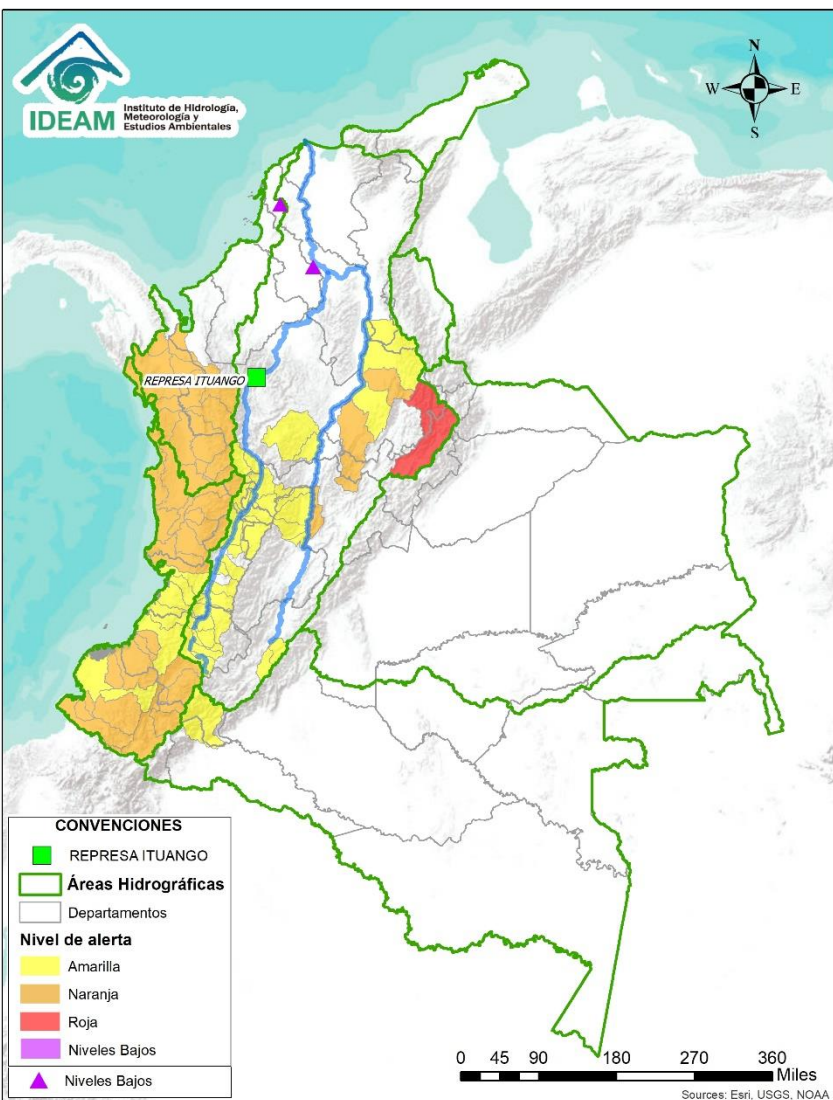 IDEAM
Instituto de Hidrología,
Meteorología y
Estudios Ambientales
N
W
E
S
REPRESA ITUANGO
CONVENCIONES
REPRESA ITUANGO
Áreas Hidrográficas
Departamentos
Nivel de alerta
Amarilla
Naranja
Roja
Niveles Bajos
Niveles Bajos
0 45 90 180 270 360
Miles
Sources: Esri, USGS, NOAA